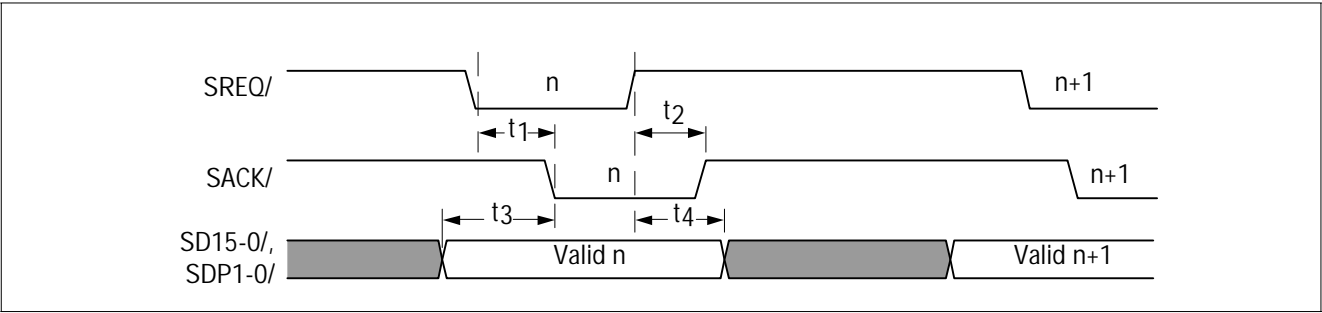 SREQ/
n
n+1
t1
t2
SACK/
n
n+1
t3
t4
SD15-0/,
SDP1-0/
Valid n
Valid n+1